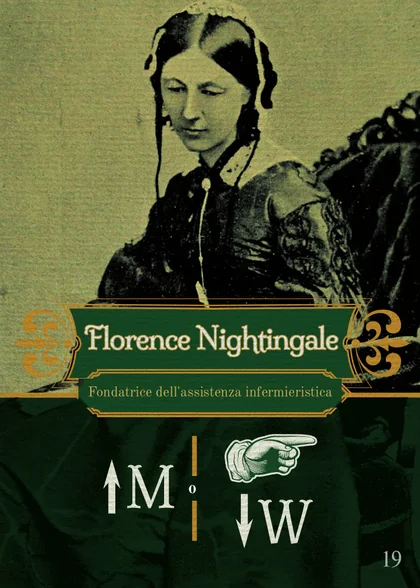 Florence Nightingale
Fondatrice dell'assistenza infermieristica
↑M o ↓W
19